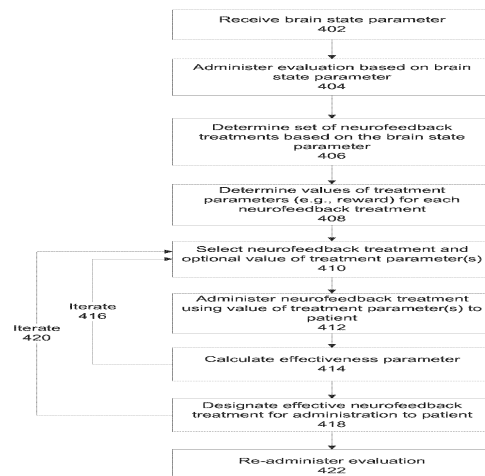 Receive brain state parameter
402
Administer evaluation based on brain
state parameter
404
Determine set of neurofeedback
treatments based on the brain state
parameter
406
Determine values of treatment
parameters (e.g., reward) for each
neurofeedback treatment
408
Select neurofeedback treatment and
optional value of treatment parameter(s)
410
Iterate
416
Iterate
420
Administer neurofeedback treatment
using value of treatment parameter(s) to
patient
412
Calculate effectiveness parameter
414
Designate effective neurofeedback
treatment for administration to patient
418
Re-administer evaluation
422